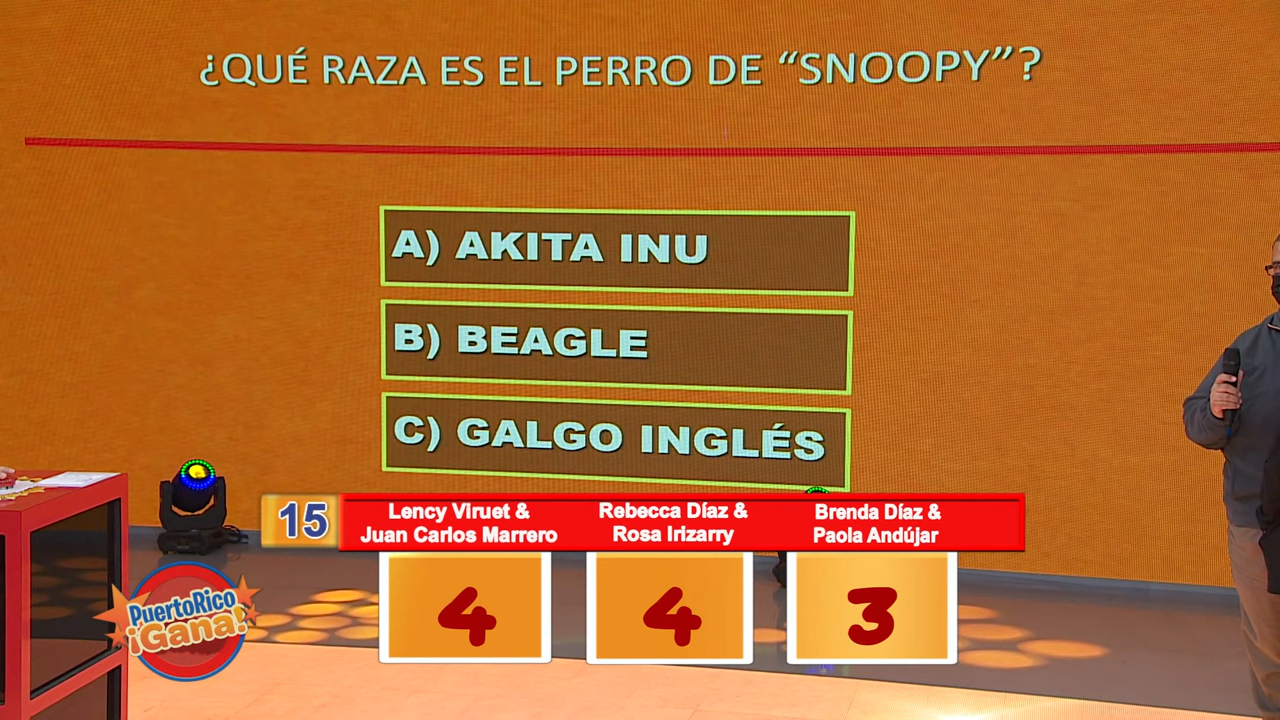 ¿QUÉ RAZA ES EL PERRO DE “SNOOPY”?
A) AKITA INU
B) BEAGLE
C) GALGO INGLÉS
15
Lency Viruet &
Juan Carlos Marrero
Rebecca Díaz &
Rosa Irizarry
Brenda Díaz &
Paola Andújar
4
4
3
PuertoRico
¡Gana!